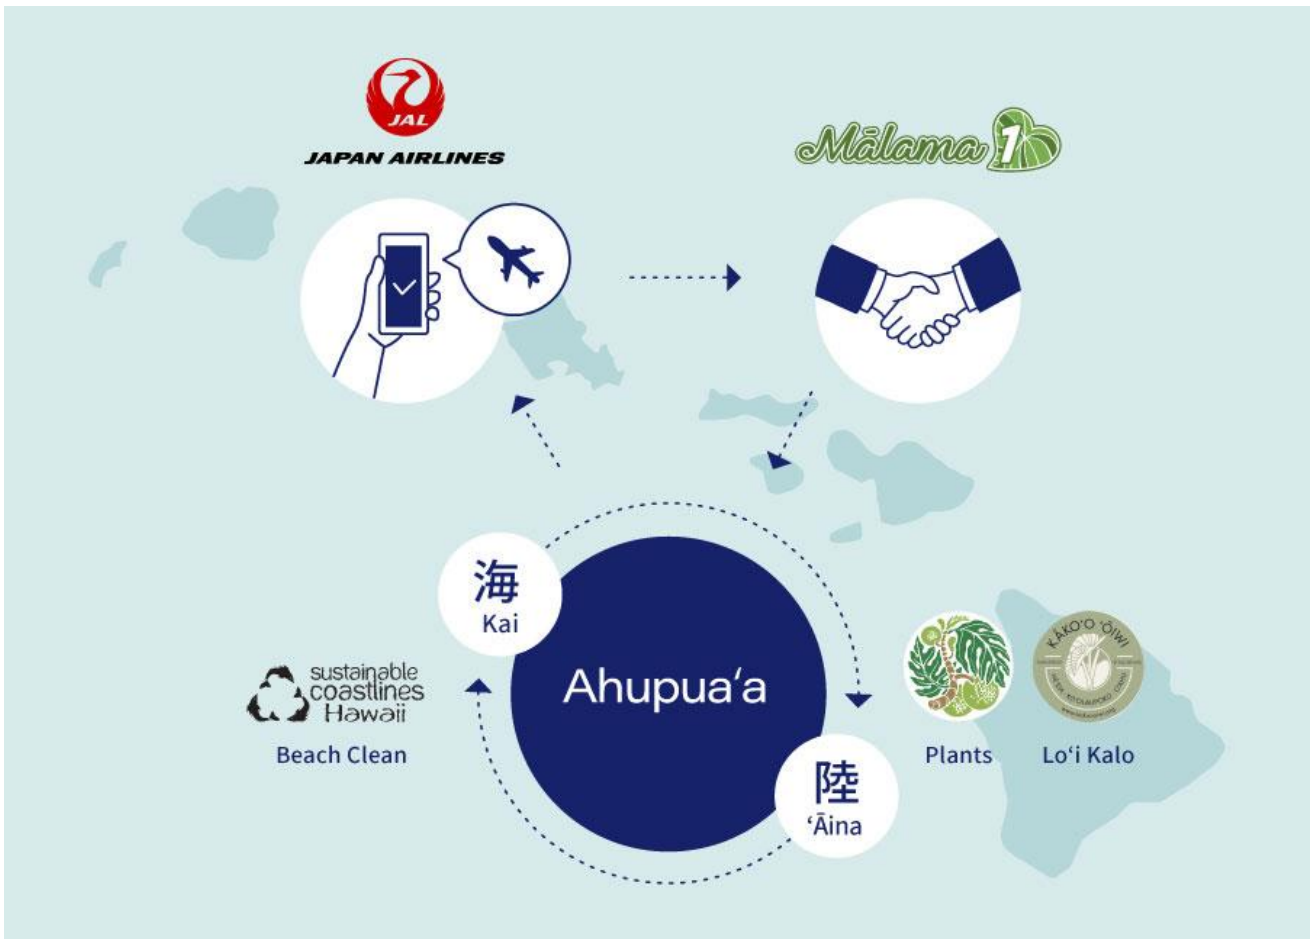 JAL
JAPAN AIRLINES
Mālama 1
海
Kai
Ahupuaʻa
sustainable
coastlines
Hawaii
Beach Clean
陸
ʻĀina
KĀKOʻO ʻŌIWI
Plants
Loʻi Kalo